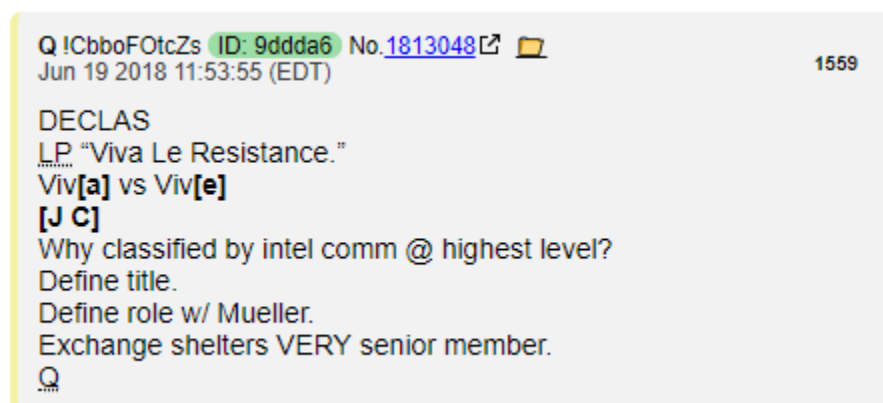 Q !CbboFOtcZs ID: 9ddda6 No.1813048
Jun 19 2018 11:53:55 (EDT)
1559
DECLAS
LP “Viva Le Resistance.”
Viv[a] vs Viv[e]
[J C]
Why classified by intel comm @ highest level?
Define title.
Define role w/ Mueller.
Exchange shelters VERY senior member.
Q